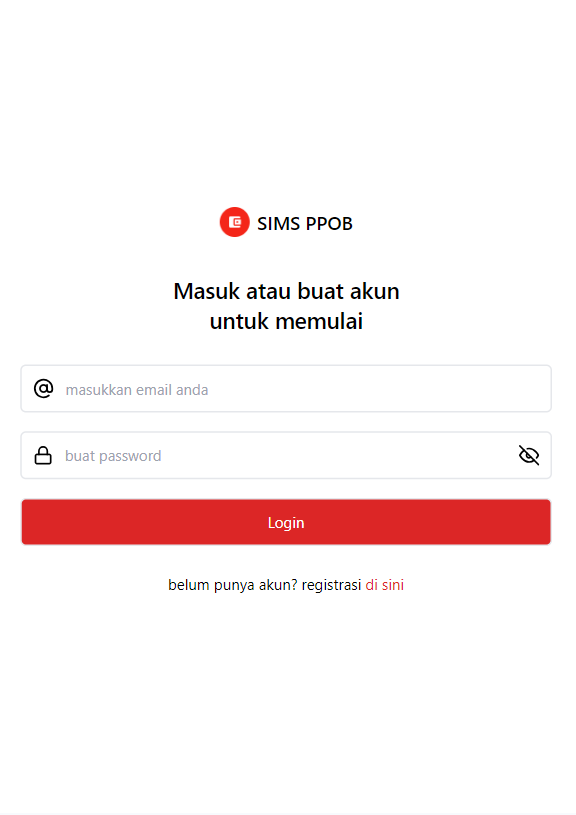 SIMS PPOB
Masuk atau buat akun
untuk memulai
masukkan email anda
buat password
Login
belum punya akun? registrasi di sini